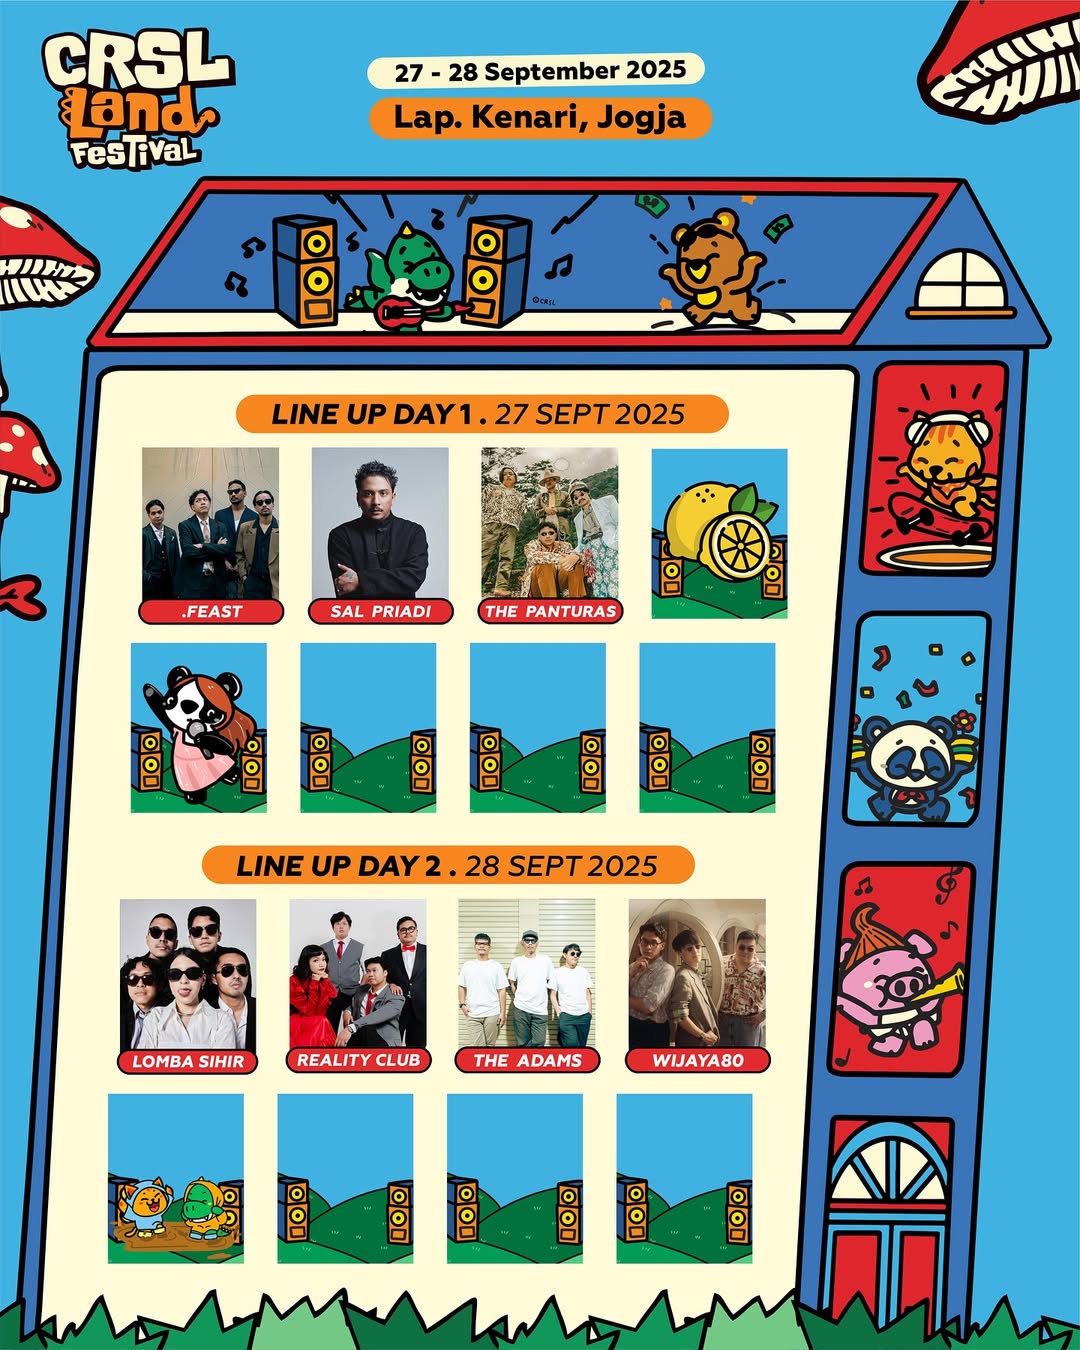 CRSL
Land
FESTIVAL
27 - 28 September 2025
Lap. Kenari, Jogja
©CRSL
LINE UP DAY 1 . 27 SEPT 2025
.FEAST
SAL PRIADI
THE PANTURAS
LINE UP DAY 2 . 28 SEPT 2025
LOMBA SIHIR
REALITY CLUB
THE ADAMS
WIJAYA80